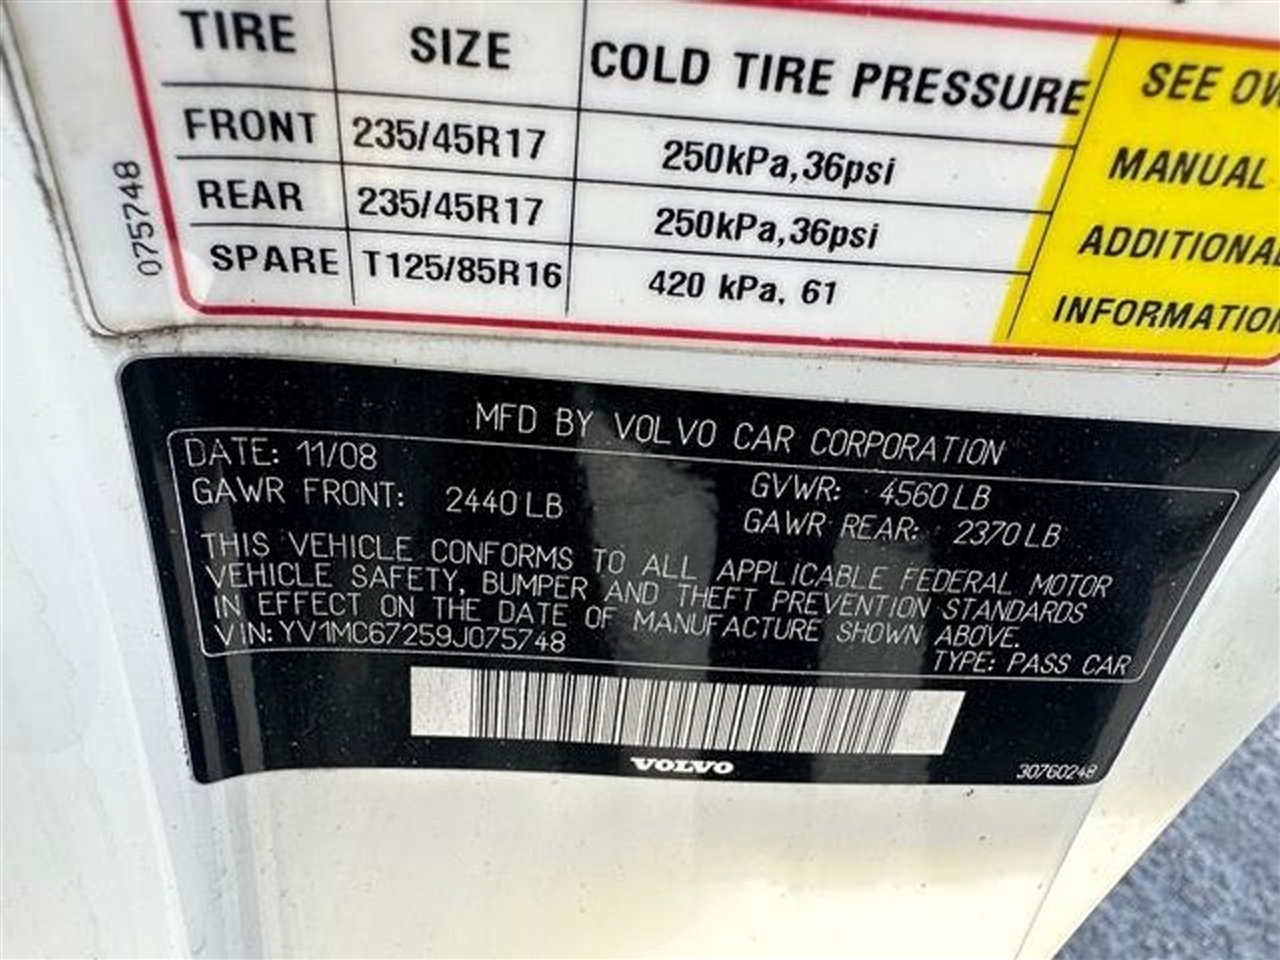 TIRE SIZE COLD TIRE PRESSURE SEE
FRONT 235/45R17 250kPa,36psi MANUAL
REAR 235/45R17 250kPa,36psi ADDITIONAL
SPARE T125/85R16 420 kPa, 61 INFORMATION
075748
MFD BY VOLVO CAR CORPORATION
DATE: 11/08
GVWR: 4560 LB
GAWR FRONT: 2440 LB
GAWR REAR: 2370 LB
THIS VEHICLE CONFORMS TO ALL APPLICABLE FEDERAL MOTOR
VEHICLE SAFETY, BUMPER AND THEFT PREVENTION STANDARDS
IN EFFECT ON THE DATE OF MANUFACTURE SHOWN ABOVE.
VIN: YV1MC67259J075748
TYPE: PASS CAR
VOLVO
30760248